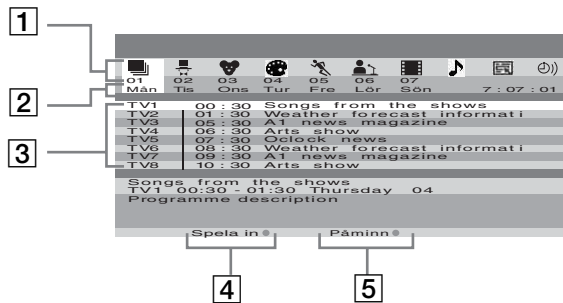 1
01 02 03 04 05 06 07
2
Mån Tis Ons Tur Fre Lör Sön 7 : 07 : 01
3
TV1 00 : 30 Songs from the shows
TV2 01 : 30 Weather forecast informati
TV3 05 : 30 A1 news magazine
TV4 06 : 30 Arts show
TV5 07 : 30 Oclock news
TV6 08 : 30 Weather forecast informati
TV7 09 : 30 A1 news magazine
TV8 10 : 30 Arts show
Songs from the shows
TV1 00:30 - 01:30 Thursday 04
Programme description
Spela in Påminn
4 5